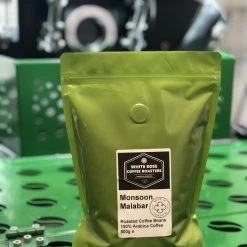 WHITE ROSE
COFFEE ROASTERS
Monsoon
Malabar
Roasted Coffee Beans
100% Arabica Coffee
500g e